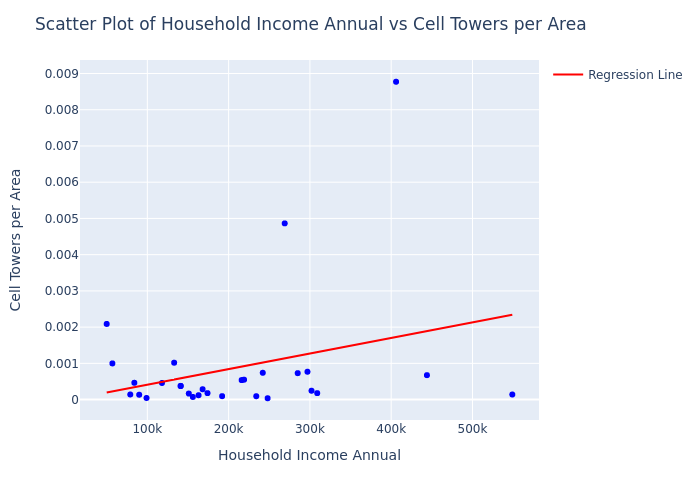 Scatter Plot of Household Income Annual vs Cell Towers per Area
0.009
0.008
0.007
0.006
0.005
0.004
0.003
0.002
0.001
0
Cell Towers per Area
100k 200k 300k 400k 500k
Household Income Annual
Regression Line